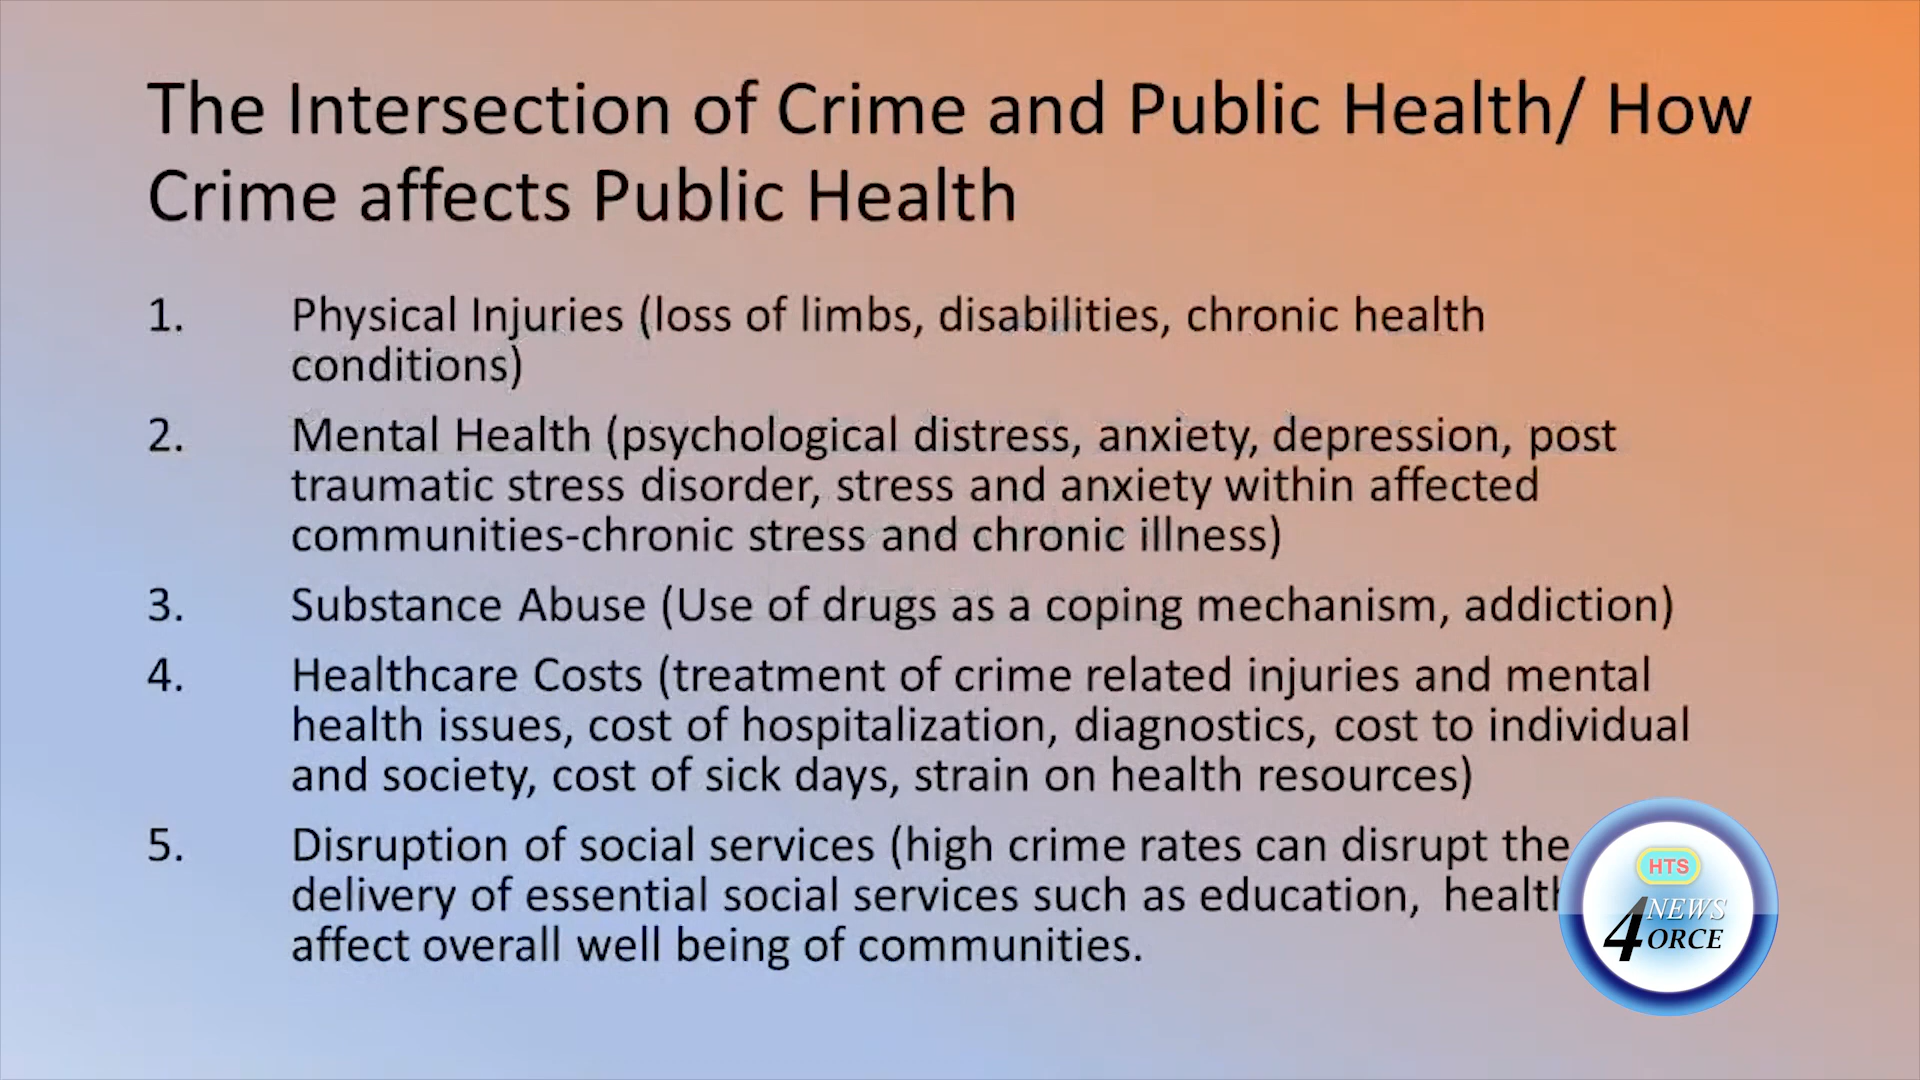 The Intersection of Crime and Public Health/ How
Crime affects Public Health
1. Physical Injuries (loss of limbs, disabilities, chronic health
conditions)
2. Mental Health (psychological distress, anxiety, depression, post
traumatic stress disorder, stress and anxiety within affected
communities-chronic stress and chronic illness)
3. Substance Abuse (Use of drugs as a coping mechanism, addiction)
4. Healthcare Costs (treatment of crime related injuries and mental
health issues, cost of hospitalization, diagnostics, cost to individual
and society, cost of sick days, strain on health resources)
5. Disruption of social services (high crime rates can disrupt the
delivery of essential social services such as education,
affect overall well being of communities.
HTS
NEWS
4ORCE